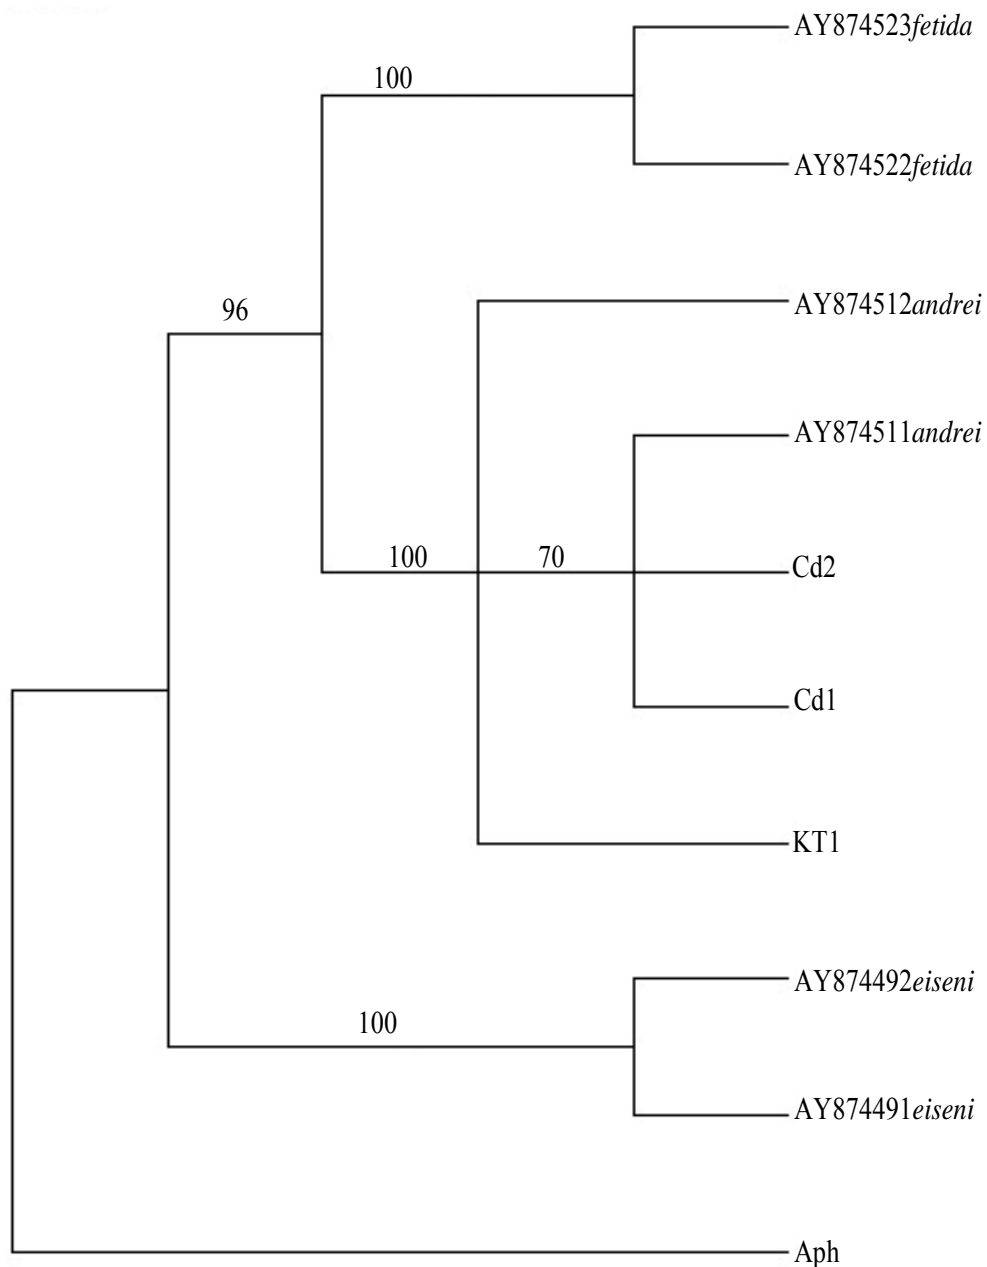 AY874523fetida
100
AY874522fetida
AY874512andrei
96
AY874511andrei
100
70
Cd2
Cd1
KT1
AY874492eiseni
100
AY874491eiseni
Aph